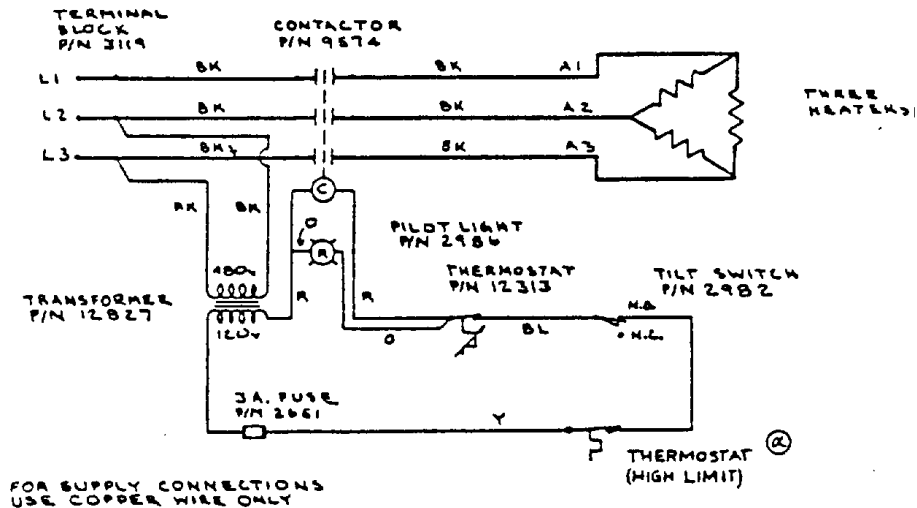 TERMINAL
BLOCK
P/N 3119
CONTACTOR
P/N 9574
L1
BK
BK
A1
L2
BK
BK
A2
THREE
HEATERS
L3
BK
BK
A3
BK
BK
C
O
R
PILOT LIGHT
P/N 2986
480V
THERMOSTAT
P/N 12313
TILT SWITCH
P/N 2982
TRANSFORMER
P/N 12827
R
R
N.O.
120V
O
BL
N.C.
3A. FUSE
P/N 2661
Y
THERMOSTAT
(HIGH LIMIT)
FOR SUPPLY CONNECTIONS
USE COPPER WIRE ONLY